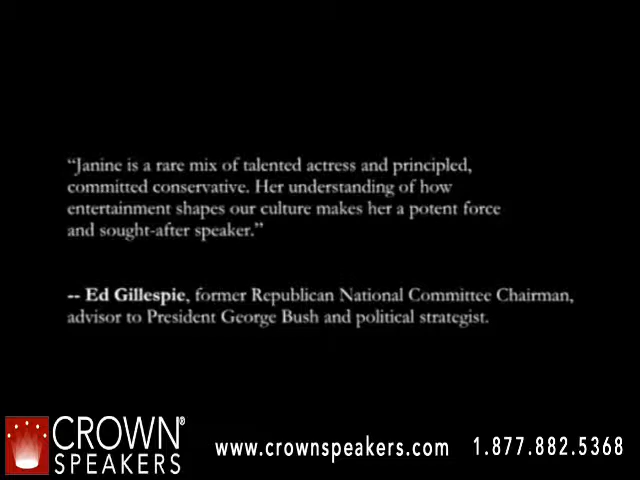 “Janine is a rare mix of talented actress and principled,
committed conservative. Her understanding of how
entertainment shapes our culture makes her a potent force
and sought-after speaker.”
-- Ed Gillespie, former Republican National Committee Chairman,
advisor to President George Bush and political strategist.
CROWN®
SPEAKERS
www.crownspeakers.com 1.877.882.5368